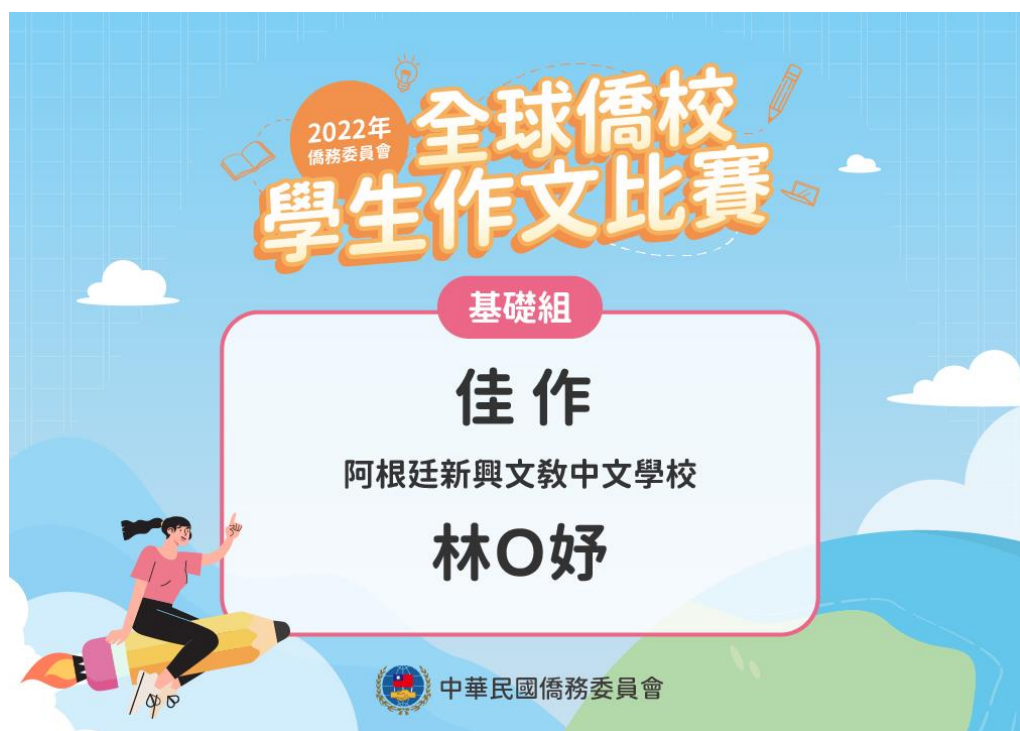 2022年
僑務委員會
全球僑校
學生作文比賽
基礎組
佳作
阿根廷新興文教中文學校
林O妤
中華民國僑務委員會